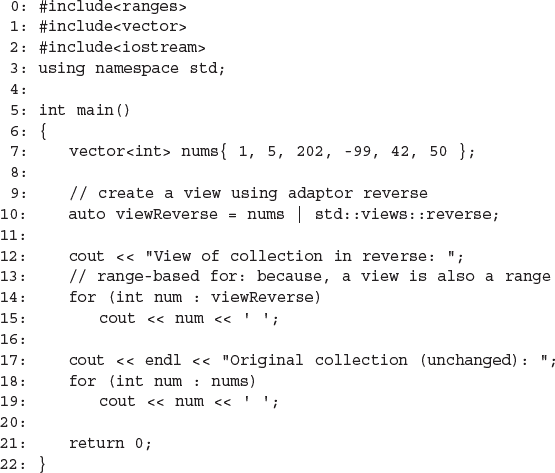 0: #include<ranges>
1: #include<vector>
2: #include<iostream>
3: using namespace std;
4:
5: int main()
6: {
7:    vector<int> nums{ 1, 5, 202, -99, 42, 50 };
8:
9:    // create a view using adaptor reverse
10:    auto viewReverse = nums | std::views::reverse;
11:
12:    cout << "View of collection in reverse: ";
13:    // range-based for: because, a view is also a range
14:    for (int num : viewReverse)
15:       cout << num << ' ';
16:
17:    cout << endl << "Original collection (unchanged): ";
18:    for (int num : nums)
19:       cout << num << ' ';
20:
21:    return 0;
22: }